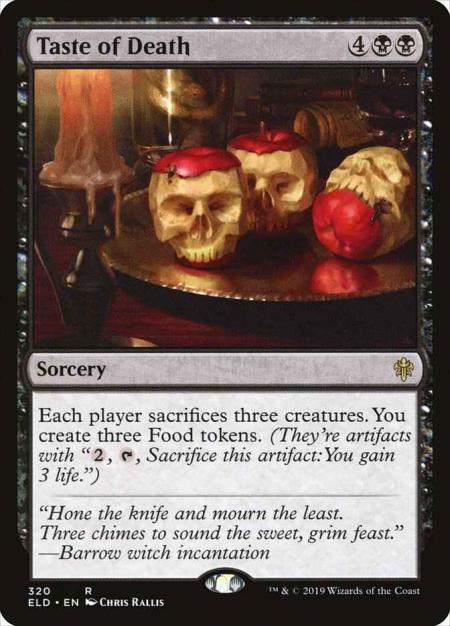 Taste of Death 4
Sorcery
Each player sacrifices three creatures. You
create three Food tokens. (They're artifacts
with “2, , Sacrifice this artifact: You gain
3 life.”)
“Hone the knife and mourn the least.
Three chimes to sound the sweet, grim feast.”
—Barrow witch incantation
320 R
ELD • EN Chris Rallis
™ & © 2019 Wizards of the Coast